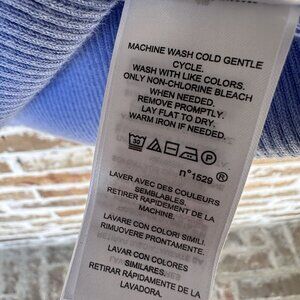 MACHINE WASH COLD GENTLE
CYCLE.
WASH WITH LIKE COLORS.
ONLY NON-CHLORINE BLEACH
WHEN NEEDED.
REMOVE PROMPTLY.
LAY FLAT TO DRY.
WARM IRON IF NEEDED.
30
P
n°1529 ®
LAVER AVEC DES COULEURS
SEMBLABLES.
RETIRER RAPIDEMENT DE LA
MACHINE.
LAVARE CON COLORI SIMILI.
RIMUOVERE PRONTAMENTE.
LAVAR CON COLORES
SIMILARES.
RETIRAR RÁPIDAMENTE DE LA
LAVADORA.